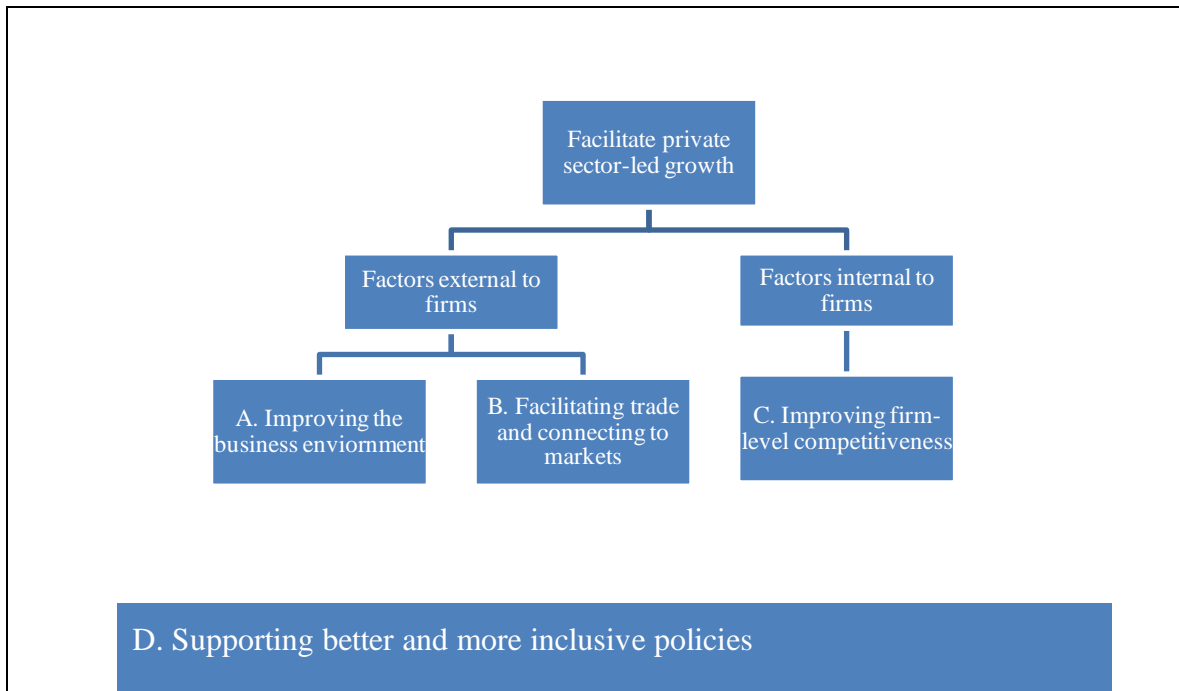 Facilitate private
sector-led growth
Factors external to
firms
Factors internal to
firms
A. Improving the
business enviornment
B. Facilitating trade
and connecting to
markets
C. Improving firm-
level competitiveness
D. Supporting better and more inclusive policies